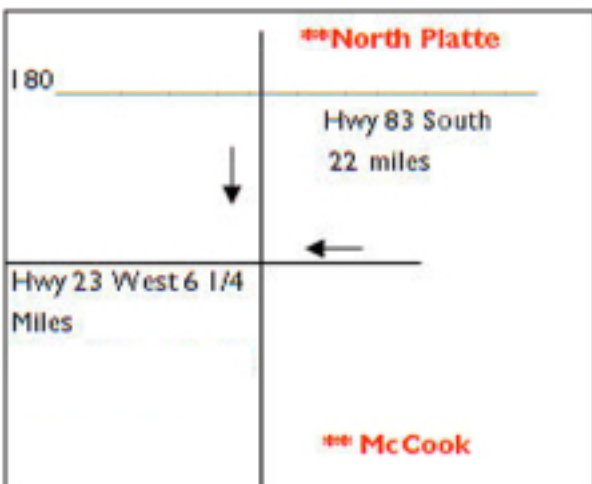 **North Platte
I 80
Hwy 83 South
22 miles
Hwy 23 West 6 1/4
Miles
** McCook